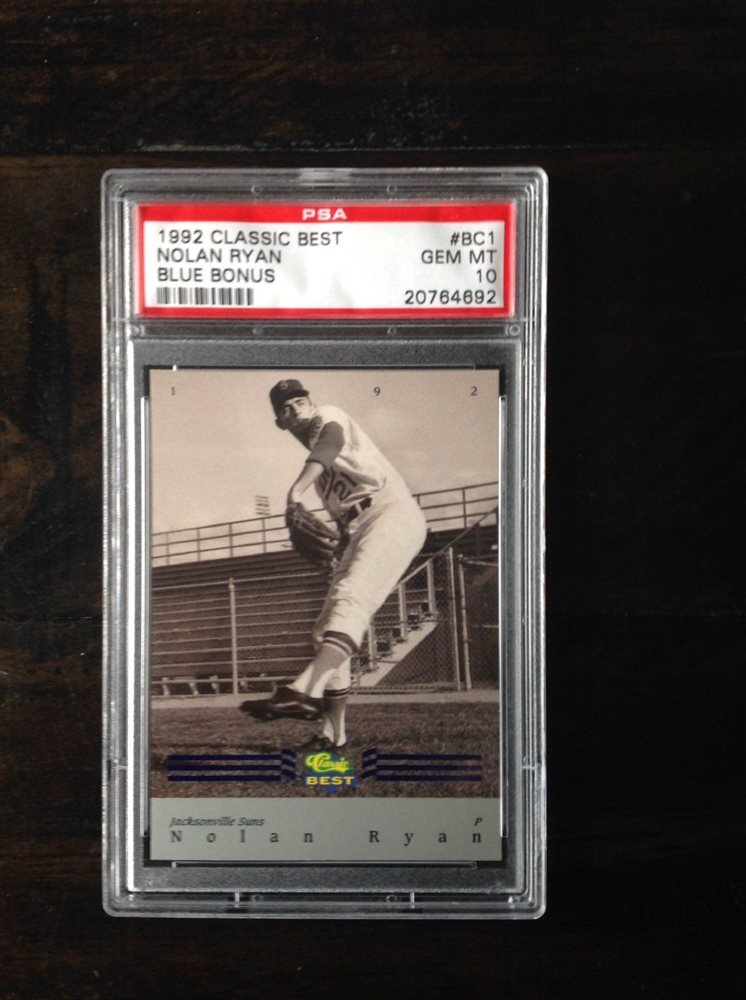 PSA
1992 CLASSIC BEST #BC1
NOLAN RYAN GEM MT
BLUE BONUS 10
20764692
1 9 2
21
Classic
BEST
Jacksonville Suns P
Nolan Ryan